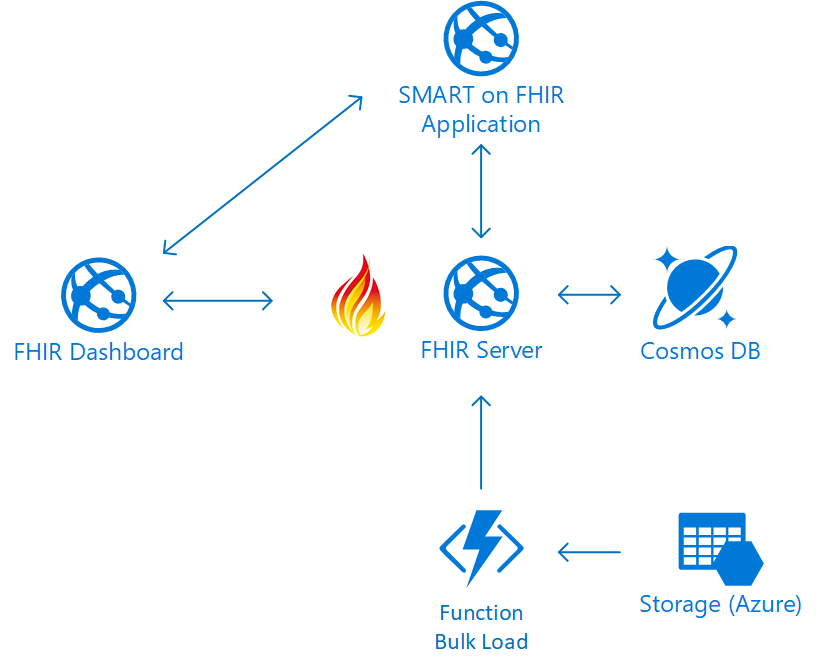 SMART on FHIR
Application
FHIR Dashboard
FHIR Server
Cosmos DB
Function
Bulk Load
Storage (Azure)